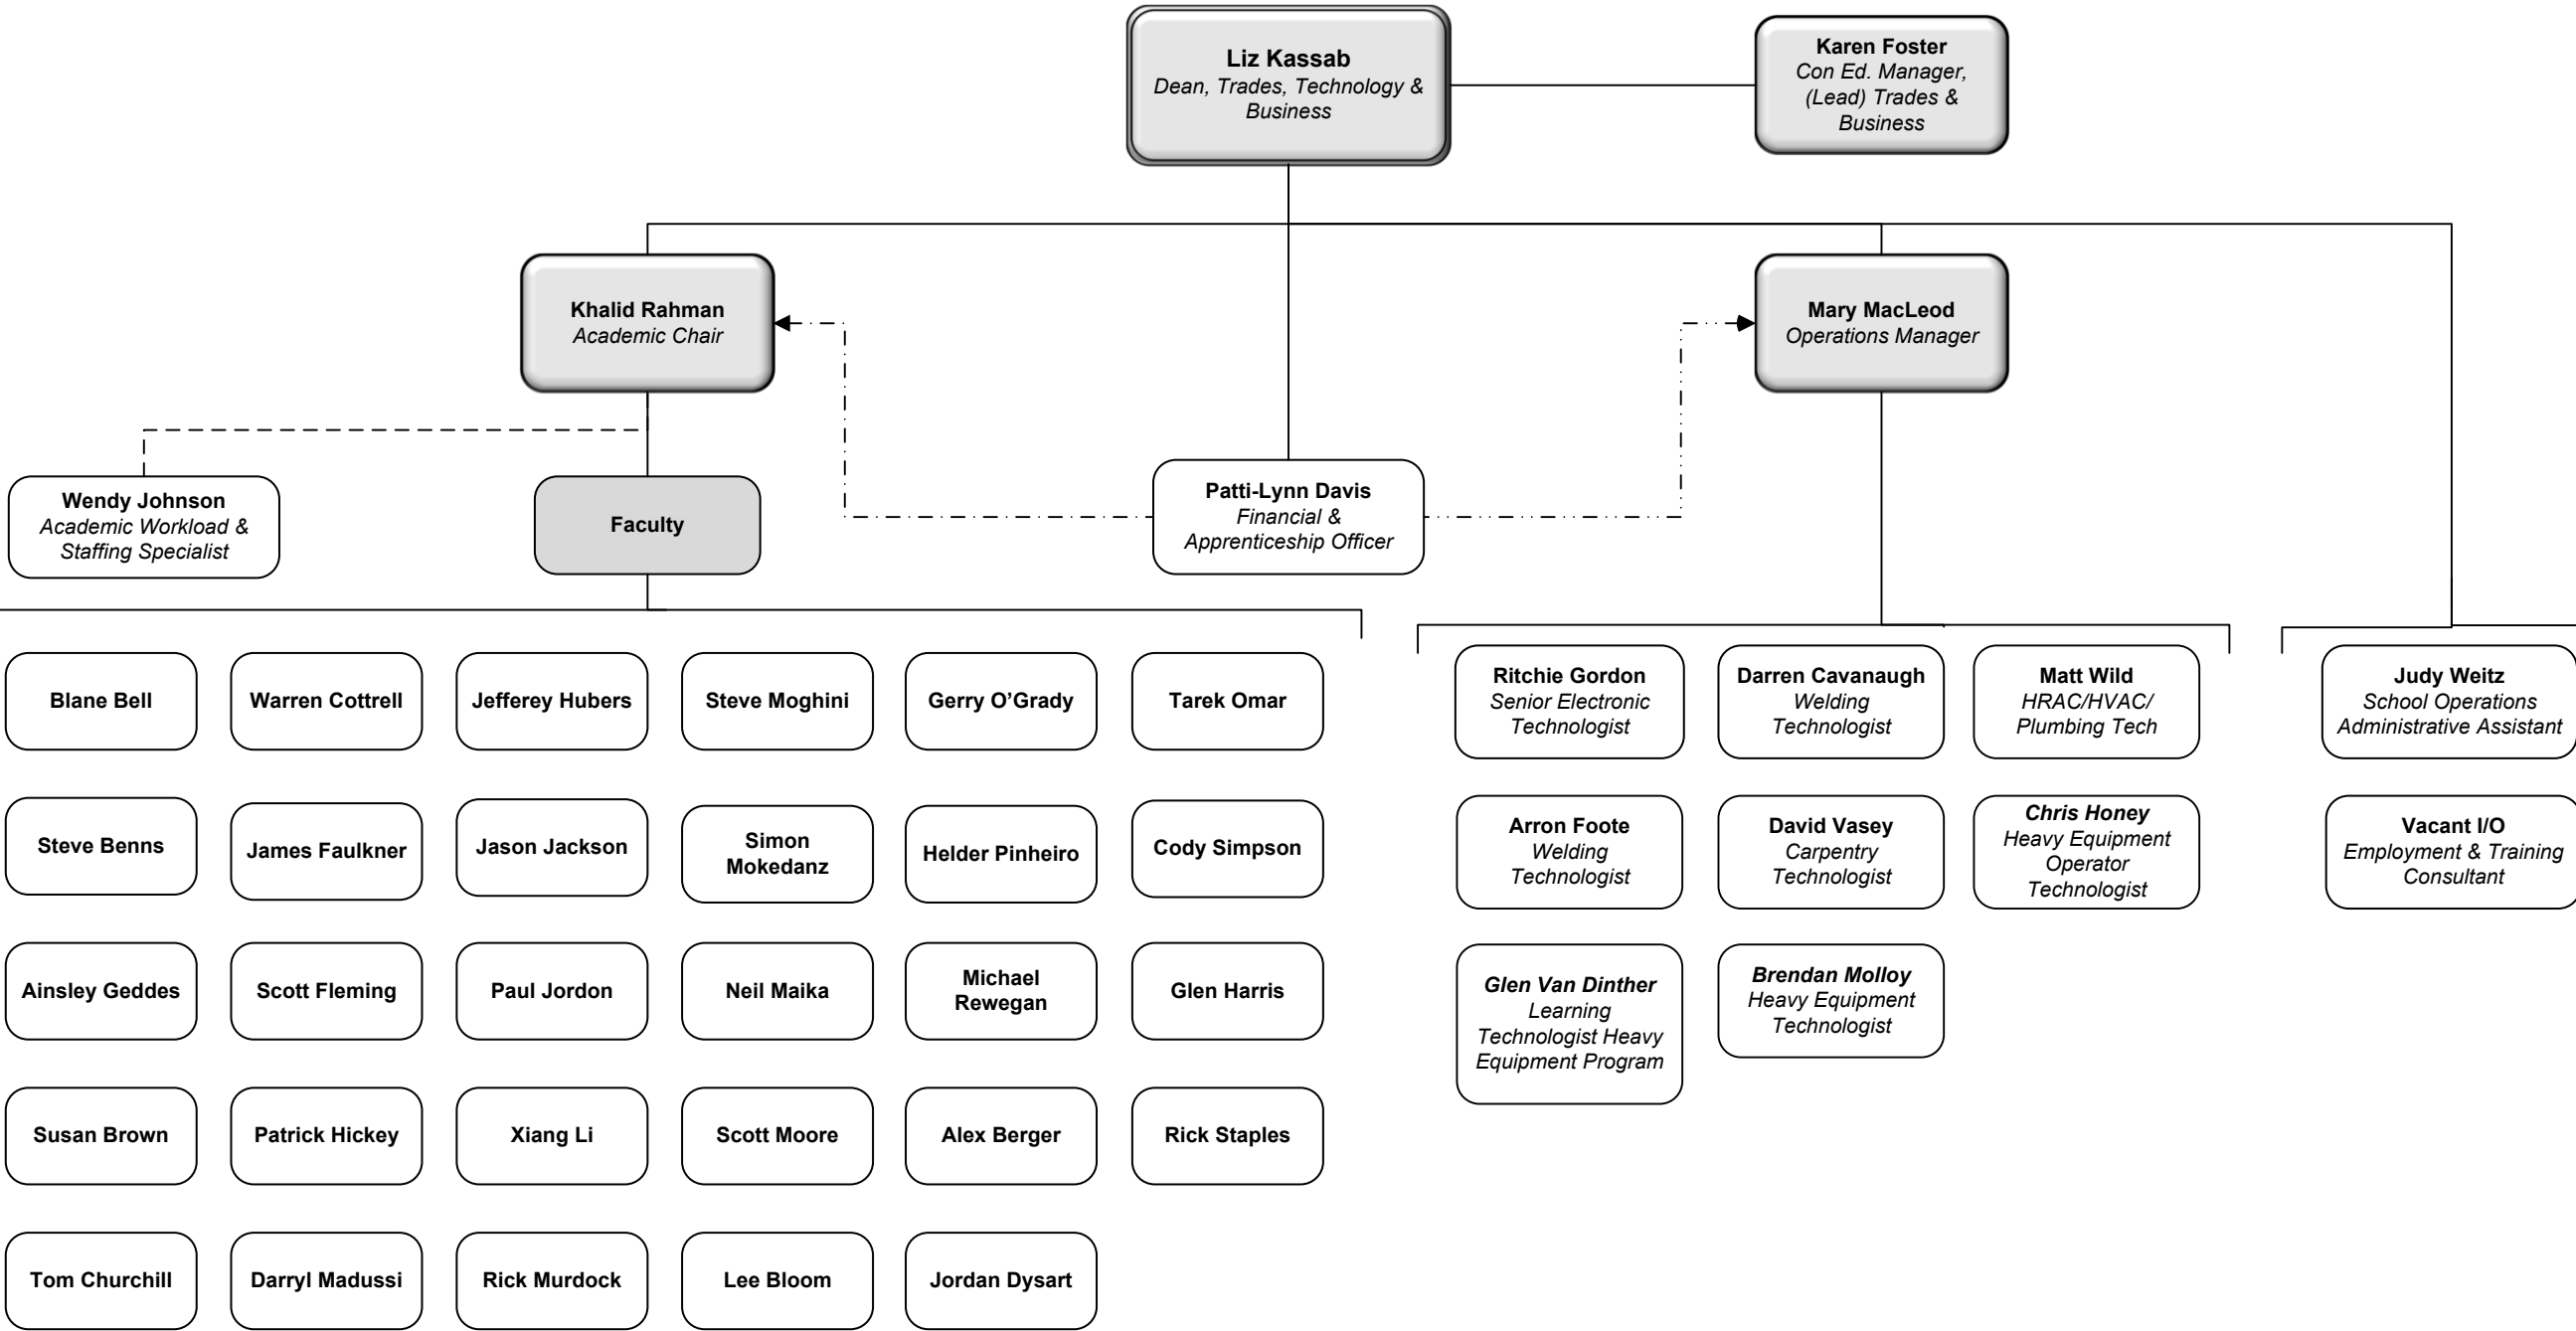 Liz Kassab
Dean, Trades, Technology &
Business
Karen Foster
Con Ed. Manager,
(Lead) Trades &
Business
Khalid Rahman
Academic Chair
Mary MacLeod
Operations Manager
Wendy Johnson
Academic Workload &
Staffing Specialist
Faculty
Patti-Lynn Davis
Financial &
Apprenticeship Officer
Blane Bell
Warren Cottrell
Jefferey Hubers
Steve Moghini
Gerry O’Grady
Tarek Omar
Steve Benns
James Faulkner
Jason Jackson
Simon
Mokedanz
Helder Pinheiro
Cody Simpson
Ainsley Geddes
Scott Fleming
Paul Jordon
Neil Maika
Michael
Rewegan
Glen Harris
Susan Brown
Patrick Hickey
Xiang Li
Scott Moore
Alex Berger
Rick Staples
Tom Churchill
Darryl Madussi
Rick Murdock
Lee Bloom
Jordan Dysart
Ritchie Gordon
Senior Electronic
Technologist
Darren Cavanaugh
Welding
Technologist
Matt Wild
HRAC/HVAC/
Plumbing Tech
Arron Foote
Welding
Technologist
David Vasey
Carpentry
Technologist
Chris Honey
Heavy Equipment
Operator
Technologist
Glen Van Dinther
Learning
Technologist Heavy
Equipment Program
Brendan Molloy
Heavy Equipment
Technologist
Judy Weitz
School Operations
Administrative Assistant
Vacant I/O
Employment & Training
Consultant